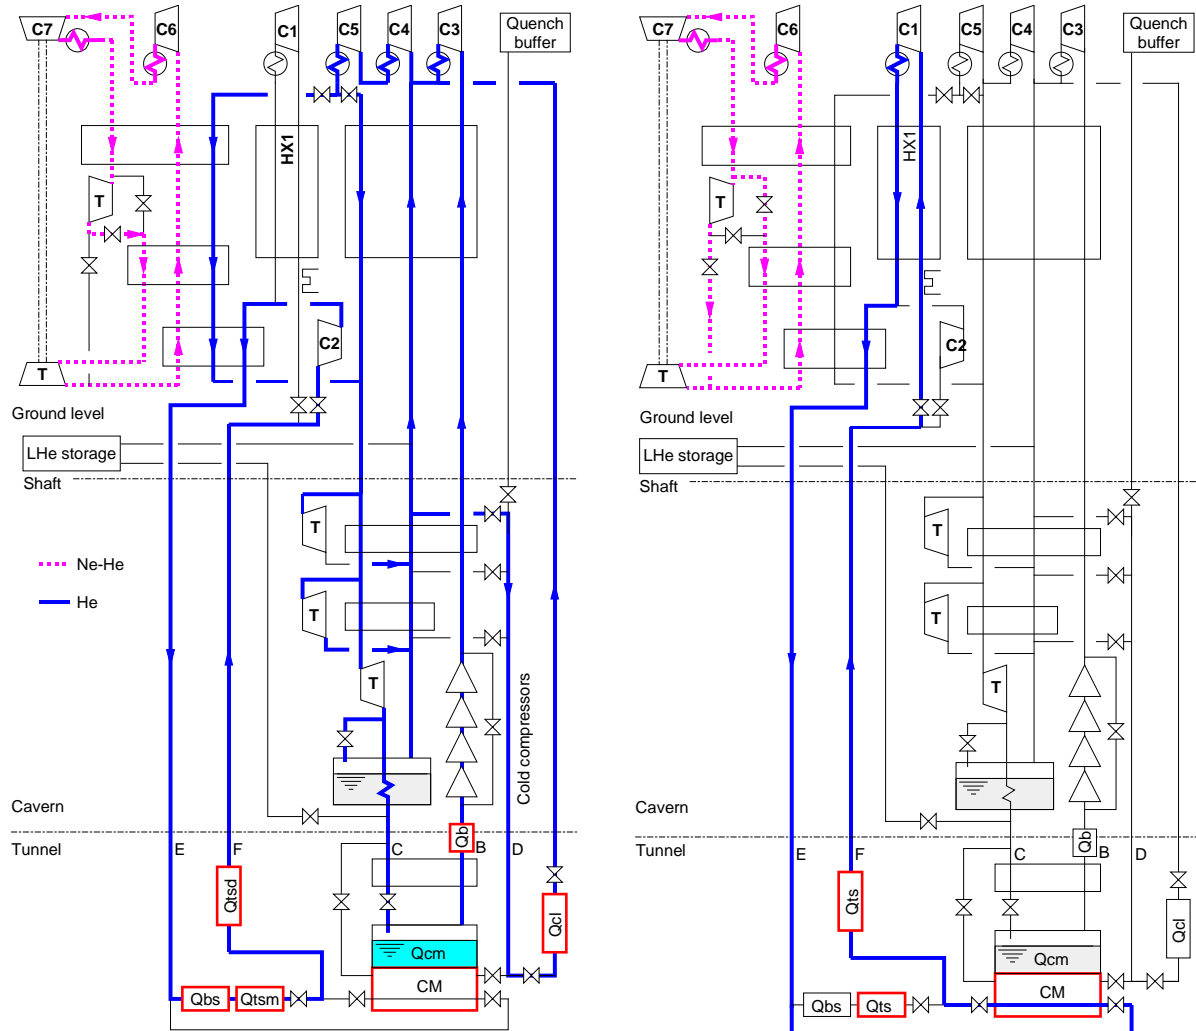 C7
C6
C1
C5
C4
C3
Quench
buffer
HX1
T
C2
T
Ground level
LHe storage
Shaft
T
Ne-He
He
T
T
Cold compressors
Cavern
Tunnel
E
F
C
Qb
B
D
Qtsd
Qcl
Qcm
Qbs
Qtsm
CM
C7
C6
C1
C5
C4
C3
Quench
buffer
HX1
T
C2
T
Ground level
LHe storage
Shaft
T
T
T
Cavern
Tunnel
E
F
C
Qb
B
D
Qts
Qcl
Qcm
Qbs
Qts
CM